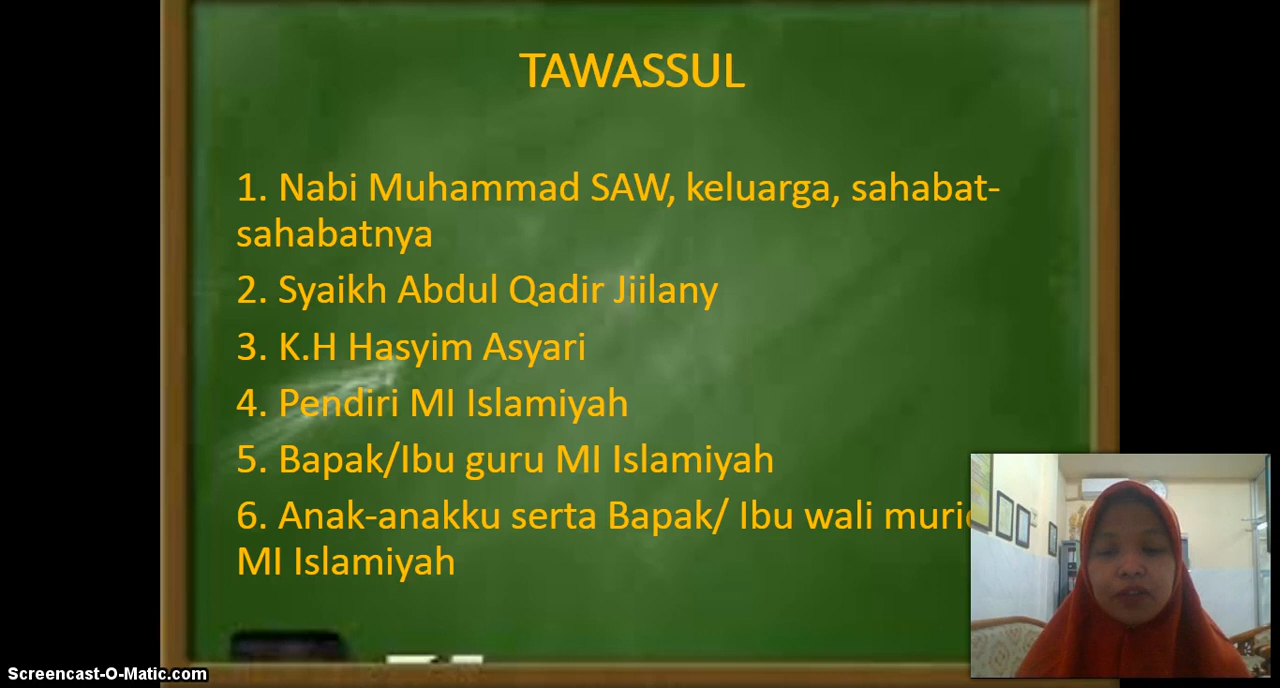 TAWASSUL
1. Nabi Muhammad SAW, keluarga, sahabat-
sahabatnya
2. Syaikh Abdul Qadir Jiilany
3. K.H Hasyim Asyari
4. Pendiri MI Islamiyah
5. Bapak/Ibu guru MI Islamiyah
6. Anak-anakku serta Bapak/ Ibu wali muri
MI Islamiyah
Screencast-O-Matic.com